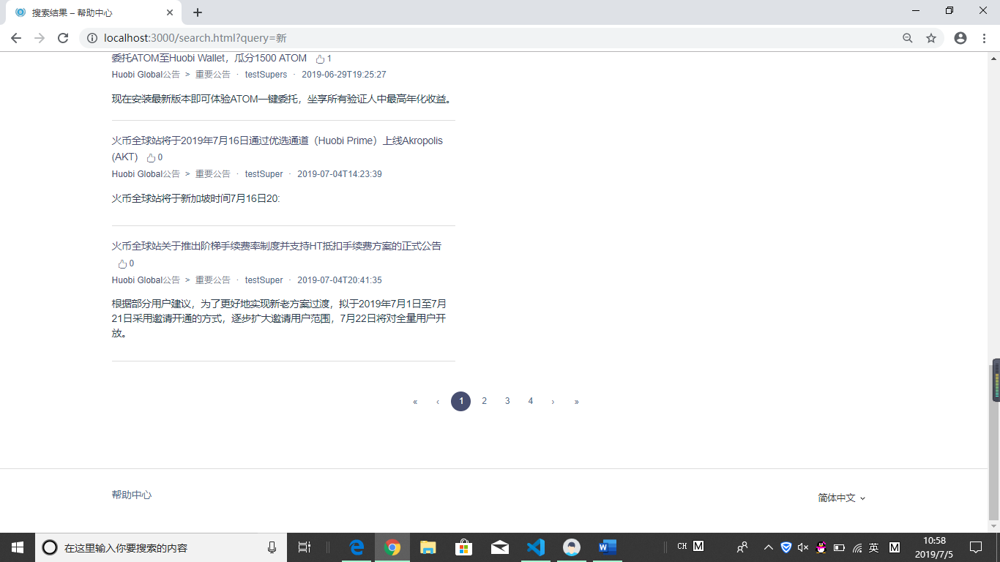 搜索结果 – 帮助中心
localhost:3000/search.html?query=新
委托ATOM至Huobi Wallet，瓜分1500 ATOM 1
Huobi Global公告 > 重要公告 · testSupers · 2019-06-29T19:25:27
现在安装最新版本即可体验ATOM一键委托，坐享所有验证人中最高年化收益。
火币全球站将于2019年7月16日通过优选通道（Huobi Prime）上线Akropolis
(AKT) 0
Huobi Global公告 > 重要公告 · testSuper · 2019-07-04T14:23:39
火币全球站将于新加坡时间7月16日20:
火币全球站关于推出阶梯手续费率制度并支持HT抵扣手续费方案的正式公告
0
Huobi Global公告 > 重要公告 · testSuper · 2019-07-04T20:41:35
根据部分用户建议，为了更好地实现新老方案过渡，拟于2019年7月1日至7月
21日采用邀请开通的方式，逐步扩大邀请用户范围，7月22日将对全量用户开
放。
« ‹ 1 2 3 4 › »
帮助中心
简体中文
在这里输入你要搜索的内容
CH M
英 M
10:58
2019/7/5